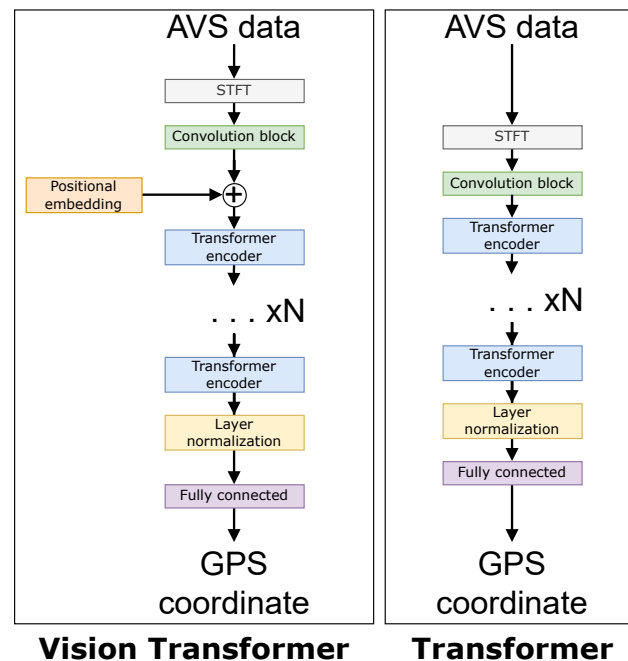 AVS data
STFT
Convolution block
Positional
embedding
+
Transformer
encoder
. . . xN
Transformer
encoder
Layer
normalization
Fully connected
GPS
coordinate
Vision Transformer
AVS data
STFT
Convolution block
Transformer
encoder
. . . xN
Transformer
encoder
Layer
normalization
Fully connected
GPS
coordinate
Transformer